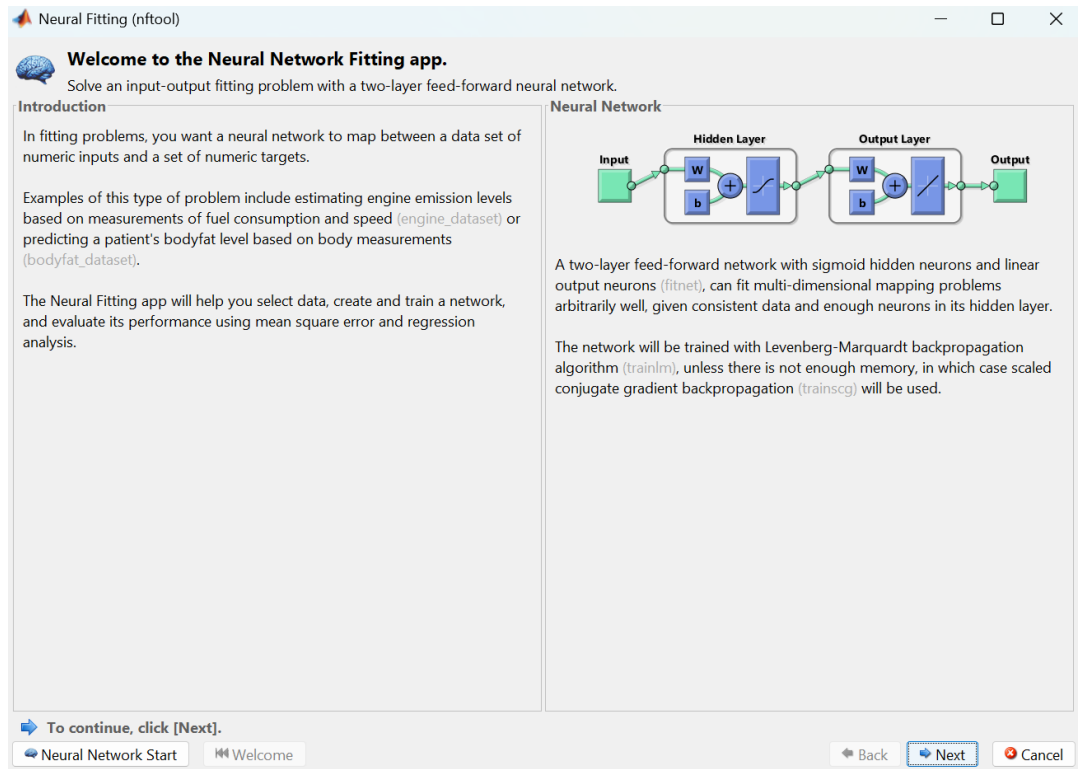 Neural Fitting (nftool)
Welcome to the Neural Network Fitting app.
Solve an input-output fitting problem with a two-layer feed-forward neural network.
Introduction
In fitting problems, you want a neural network to map between a data set of
numeric inputs and a set of numeric targets.
Examples of this type of problem include estimating engine emission levels
based on measurements of fuel consumption and speed (engine_dataset) or
predicting a patient's bodyfat level based on body measurements
(bodyfat_dataset).
The Neural Fitting app will help you select data, create and train a network,
and evaluate its performance using mean square error and regression
analysis.
Neural Network
Hidden Layer
Output Layer
Input
Output
W
b
+
W
b
+
A two-layer feed-forward network with sigmoid hidden neurons and linear
output neurons (fitnet), can fit multi-dimensional mapping problems
arbitrarily well, given consistent data and enough neurons in its hidden layer.
The network will be trained with Levenberg-Marquardt backpropagation
algorithm (trainlm), unless there is not enough memory, in which case scaled
conjugate gradient backpropagation (trainscg) will be used.
To continue, click [Next].
Neural Network Start
Welcome
Back
Next
Cancel